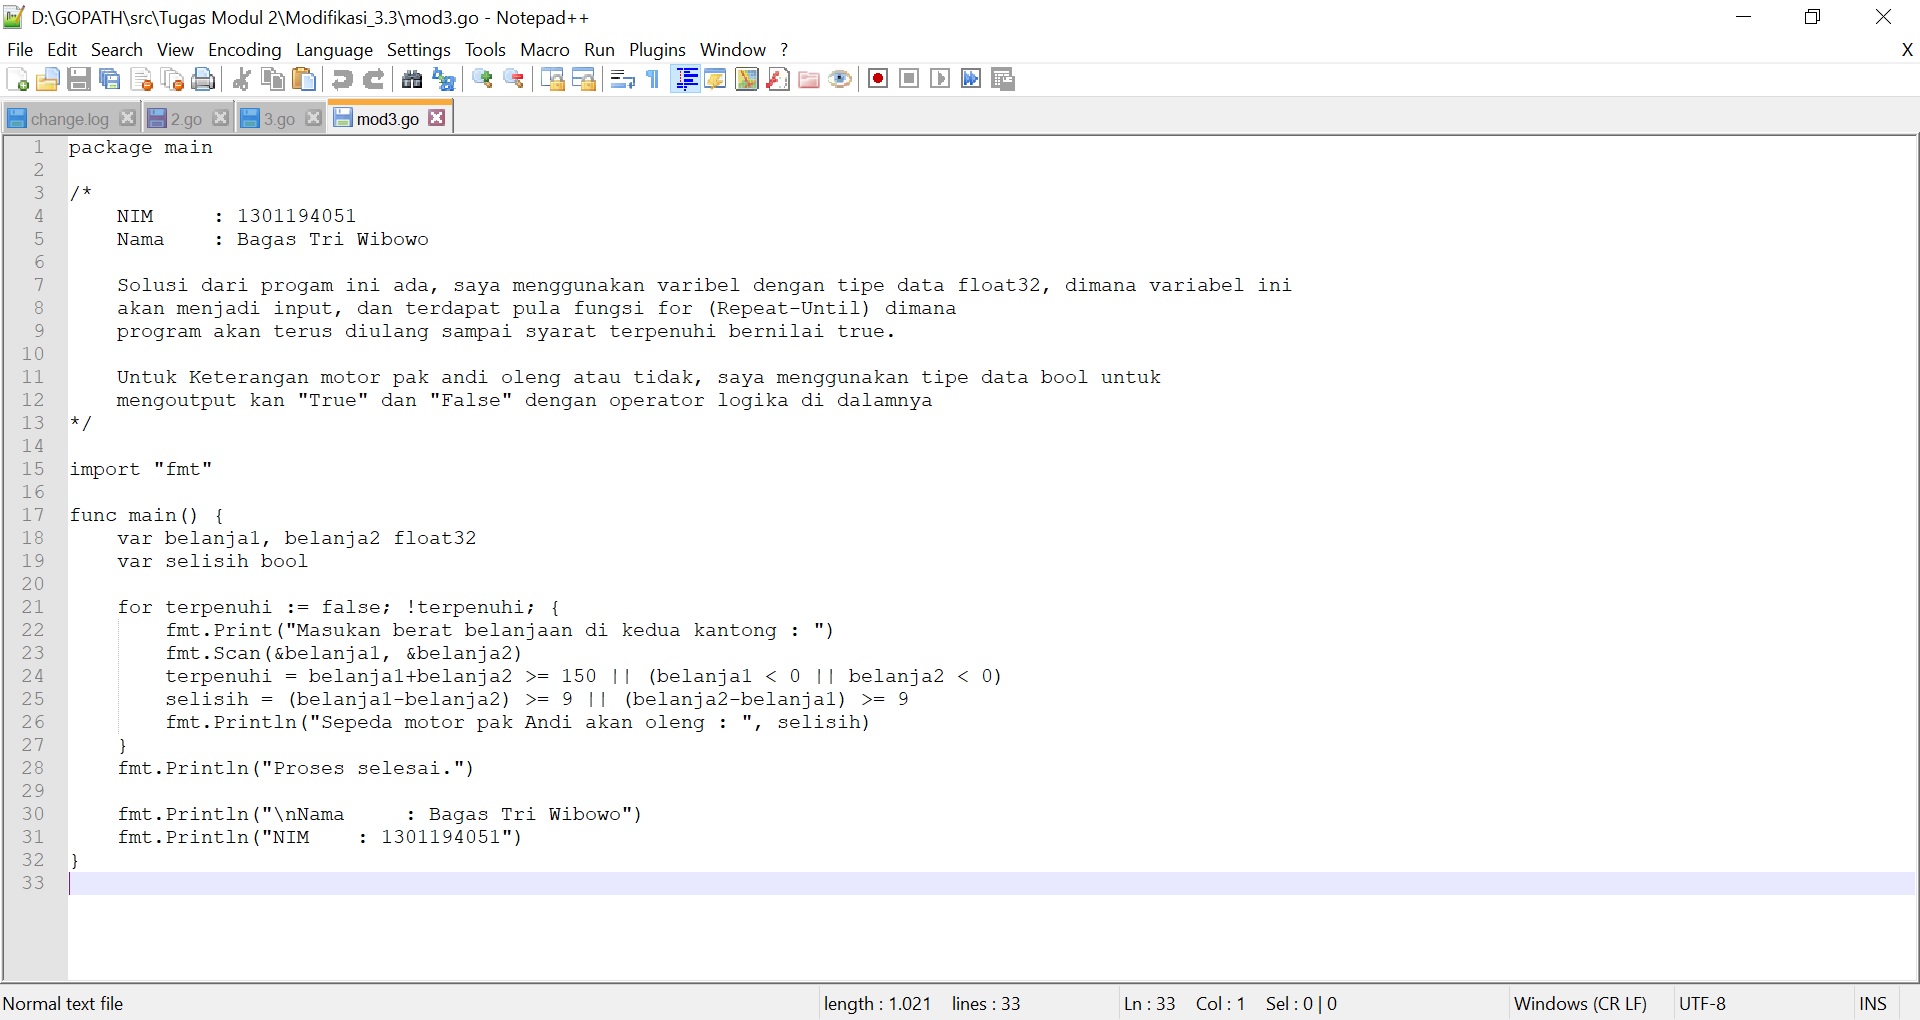 D:\GOPATH\src\Tugas Modul 2\Modifikasi_3.3\mod3.go - Notepad++
File Edit Search View Encoding Language Settings Tools Macro Run Plugins Window ? X
change.log 2.go 3.go mod3.go
1 package main
2
3 /*
4     NIM     : 1301194051
5     Nama    : Bagas Tri Wibowo
6
7     Solusi dari progam ini ada, saya menggunakan varibel dengan tipe data float32, dimana variabel ini
8     akan menjadi input, dan terdapat pula fungsi for (Repeat-Until) dimana
9     program akan terus diulang sampai syarat terpenuhi bernilai true.
10
11     Untuk Keterangan motor pak andi oleng atau tidak, saya menggunakan tipe data bool untuk
12     mengoutput kan "True" dan "False" dengan operator logika di dalamnya
13 */
14
15 import "fmt"
16
17 func main() {
18     var belanja1, belanja2 float32
19     var selisih bool
20
21     for terpenuhi := false; !terpenuhi; {
22         fmt.Print("Masukan berat belanjaan di kedua kantong : ")
23         fmt.Scan(&belanja1, &belanja2)
24         terpenuhi = belanja1+belanja2 >= 150 || (belanja1 < 0 || belanja2 < 0)
25         selisih = (belanja1-belanja2) >= 9 || (belanja2-belanja1) >= 9
26         fmt.Println("Sepeda motor pak Andi akan oleng : ", selisih)
27     }
28     fmt.Println("Proses selesai.")
29
30     fmt.Println("\nNama     : Bagas Tri Wibowo")
31     fmt.Println("NIM    : 1301194051")
32 }
33
Normal text file length : 1.021 lines : 33 Ln : 33 Col : 1 Sel : 0 | 0 Windows (CR LF) UTF-8 INS